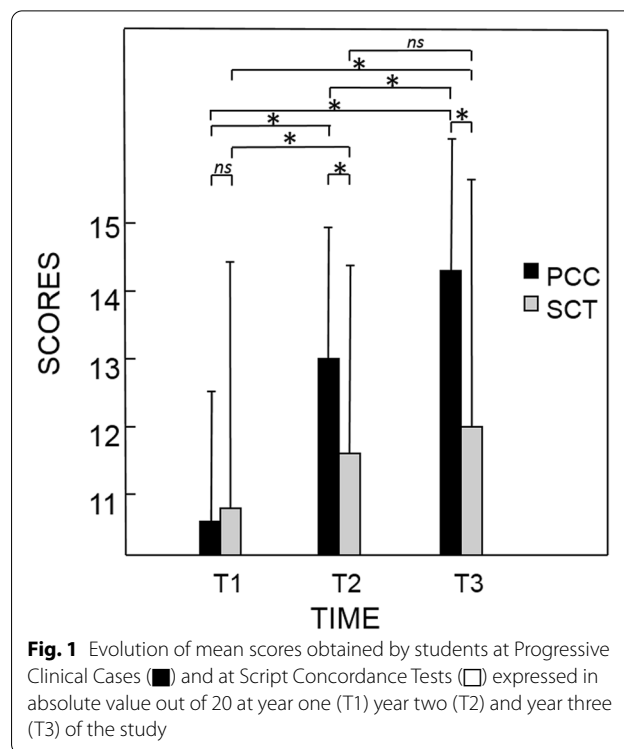 ns
*
*
*
*
*
*
ns
*
15
14
13
12
11
SCORES
PCC
SCT
T1 T2 T3
TIME
Fig. 1 Evolution of mean scores obtained by students at Progressive
Clinical Cases (■) and at Script Concordance Tests (□) expressed in
absolute value out of 20 at year one (T1) year two (T2) and year three
(T3) of the study